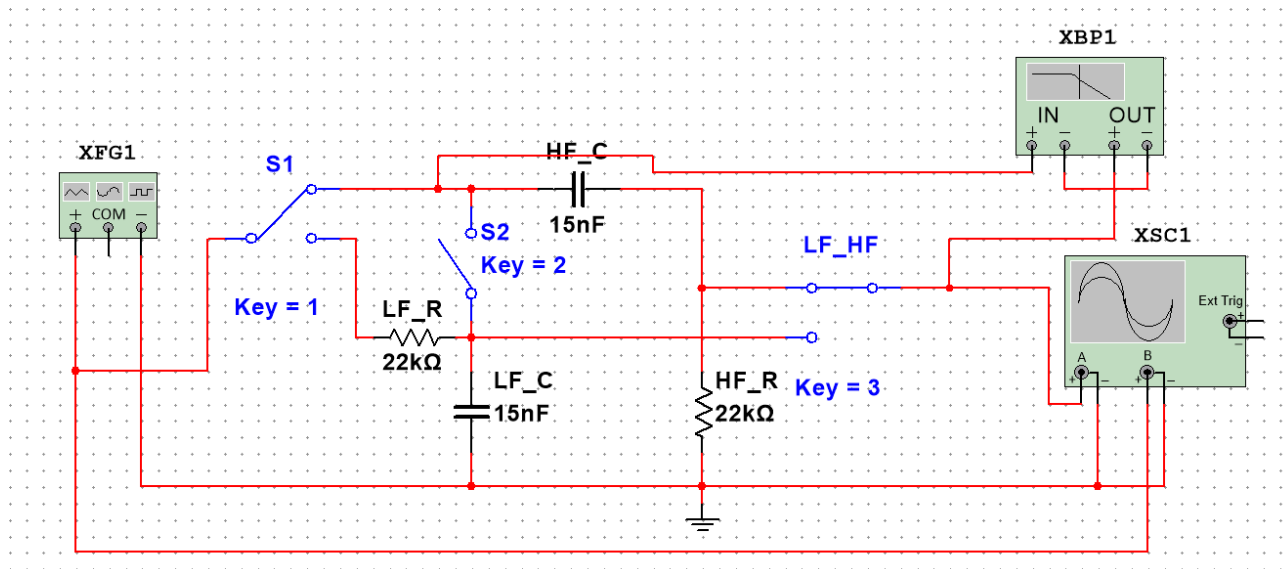 XBP1
IN OUT
+ − + −
XFG1
+ COM −
S1
HF_C
15nF
S2
Key = 2
Key = 1
LF_R
22kΩ
LF_C
15nF
LF_HF
HF_R
22kΩ
Key = 3
XSC1
Ext Trig
+
−
A B
+ − + −